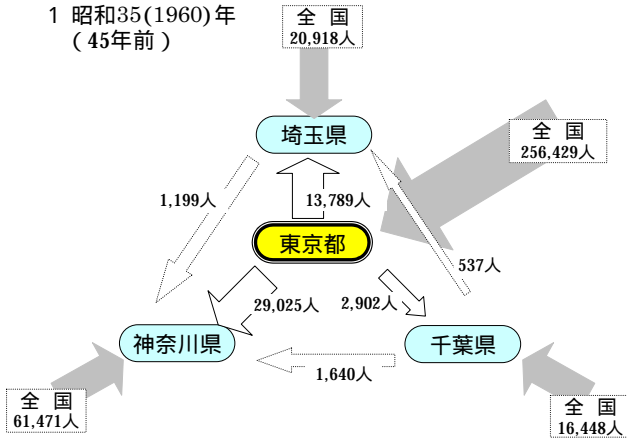 1 昭和35(1960)年
(45年前)
全 国
20,918人
埼玉県
全 国
256,429人
1,199人
13,789人
東京都
537人
29,025人
2,902人
神奈川県
千葉県
1,640人
全 国
61,471人
全 国
16,448人